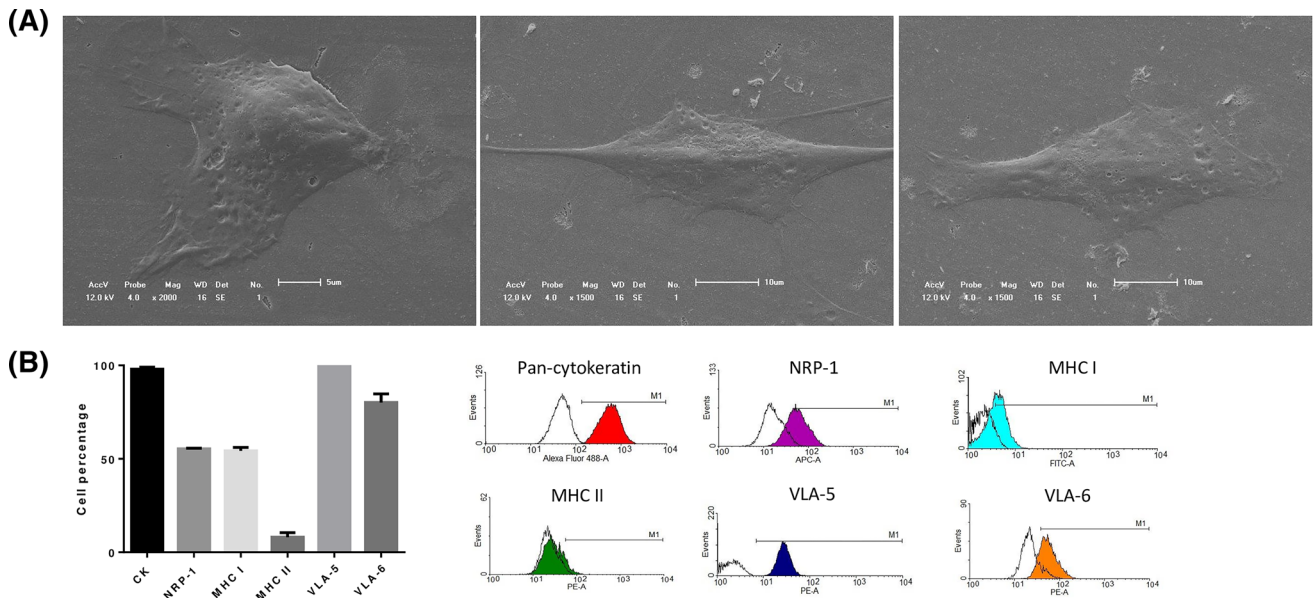 (A)
AccV Probe Mag WD Det No.
12.0 kV 4.0 x 2000 16 SE 1
5um
AccV Probe Mag WD Det No.
12.0 kV 4.0 x 1500 16 SE 1
10um
AccV Probe Mag WD Det No.
12.0 kV 4.0 x 1500 16 SE 1
10um
(B)
Cell percentage
100
50
0
CK
NRP-1
MHC I
MHC II
VLA-5
VLA-6
Pan-cytokeratin
Events
0 126
M1
100 101 102 103 104
Alexa Fluor 488-A
NRP-1
Events
0 133
M1
100 101 102 103 104
APC-A
MHC I
Events
0 102
M1
100 101 102 103 104
FITC-A
MHC II
Events
0 62
M1
100 101 102 103 104
PE-A
VLA-5
Events
0 220
M1
100 101 102 103 104
PE-A
VLA-6
Events
0 90
M1
100 101 102 103 104
PE-A